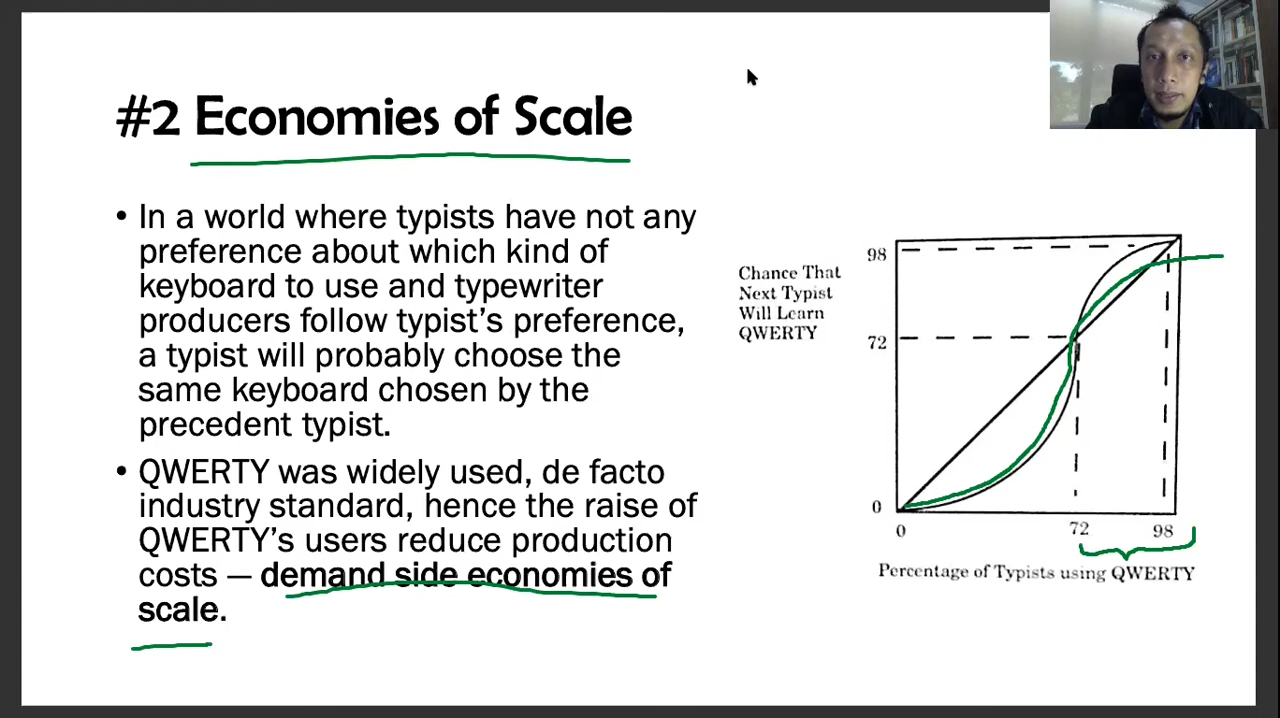 #2 Economies of Scale
• In a world where typists have not any
preference about which kind of
keyboard to use and typewriter
producers follow typist's preference,
a typist will probably choose the
same keyboard chosen by the
precedent typist.
• QWERTY was widely used, de facto
industry standard, hence the raise of
QWERTY's users reduce production
costs — demand side economies of
scale.
Chance That
Next Typist
Will Learn
QWERTY
98
72
0
0
72
98
Percentage of Typists using QWERTY